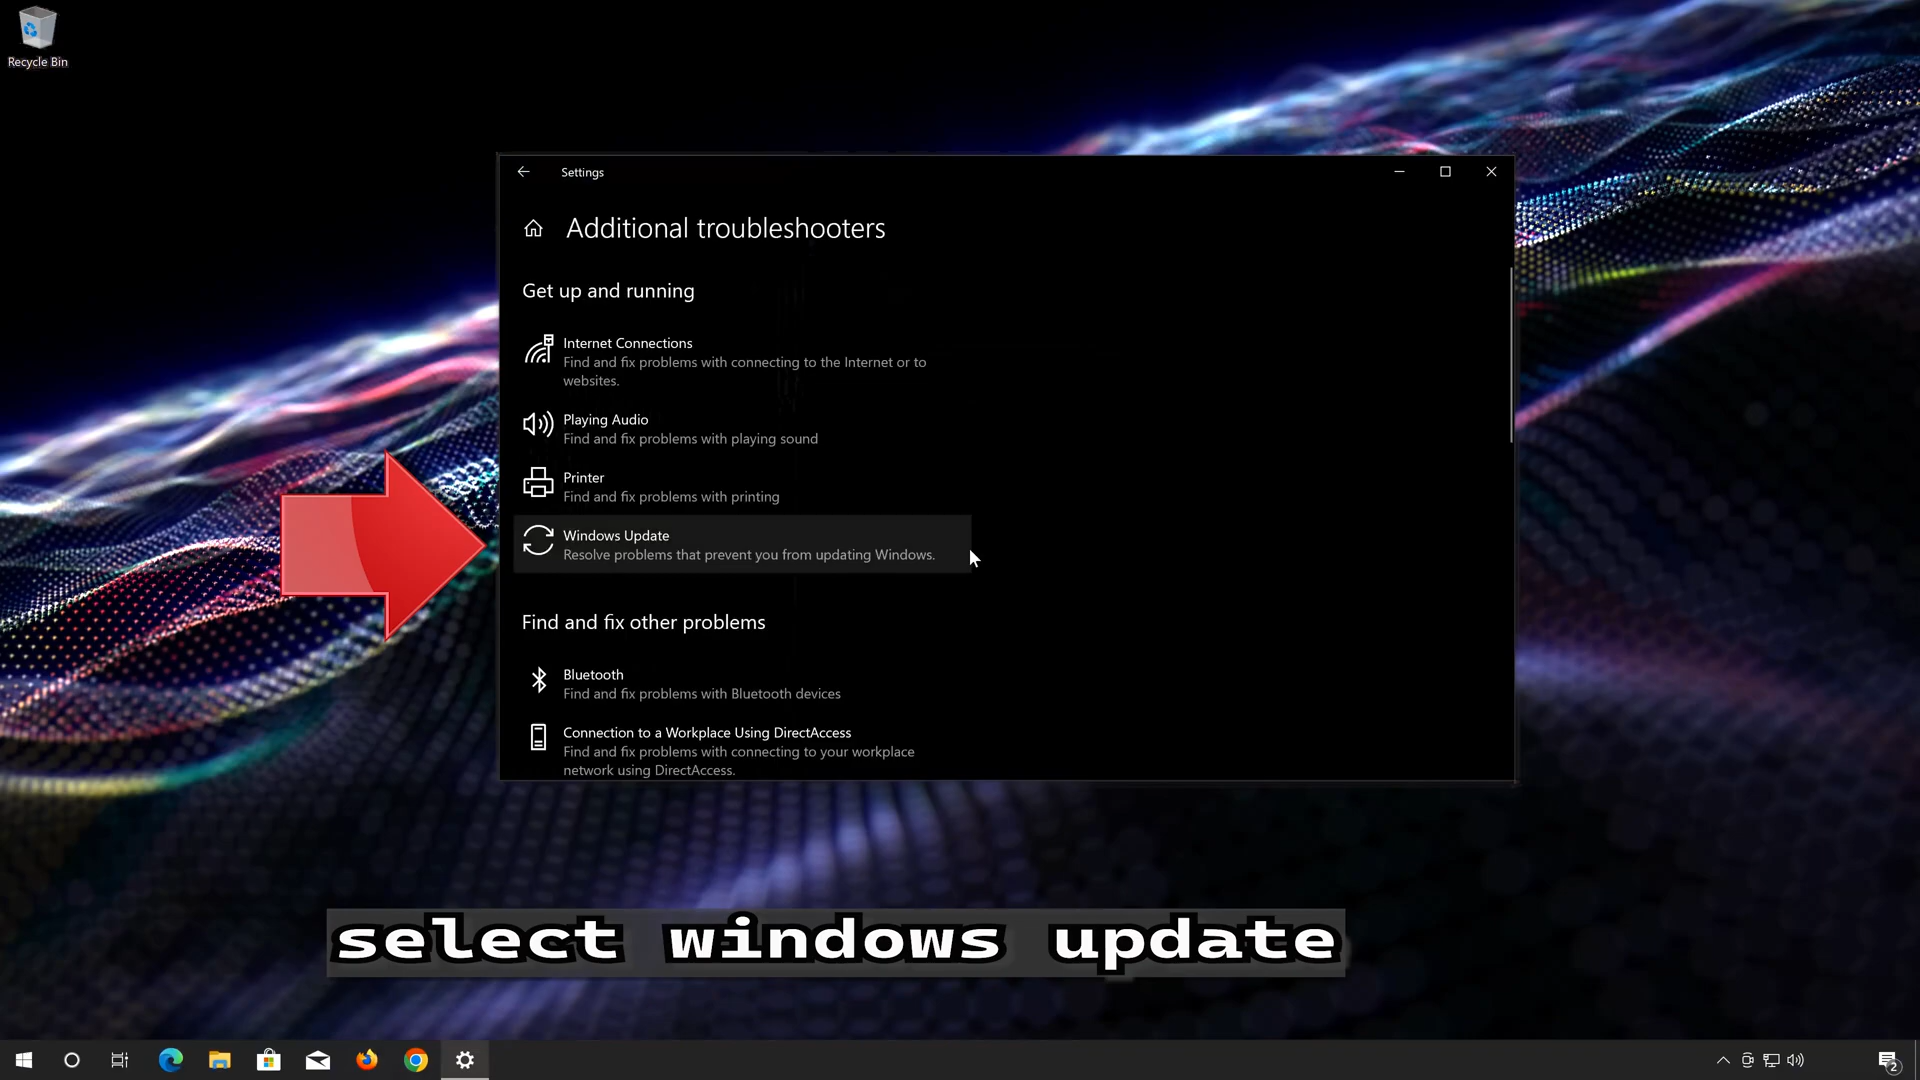 Recycle Bin
Settings
Additional troubleshooters
Get up and running
Internet Connections
Find and fix problems with connecting to the Internet or to
websites.
Playing Audio
Find and fix problems with playing sound
Printer
Find and fix problems with printing
Windows Update
Resolve problems that prevent you from updating Windows.
Find and fix other problems
Bluetooth
Find and fix problems with Bluetooth devices
Connection to a Workplace Using DirectAccess
Find and fix problems with connecting to your workplace
network using DirectAccess.
select windows update
2